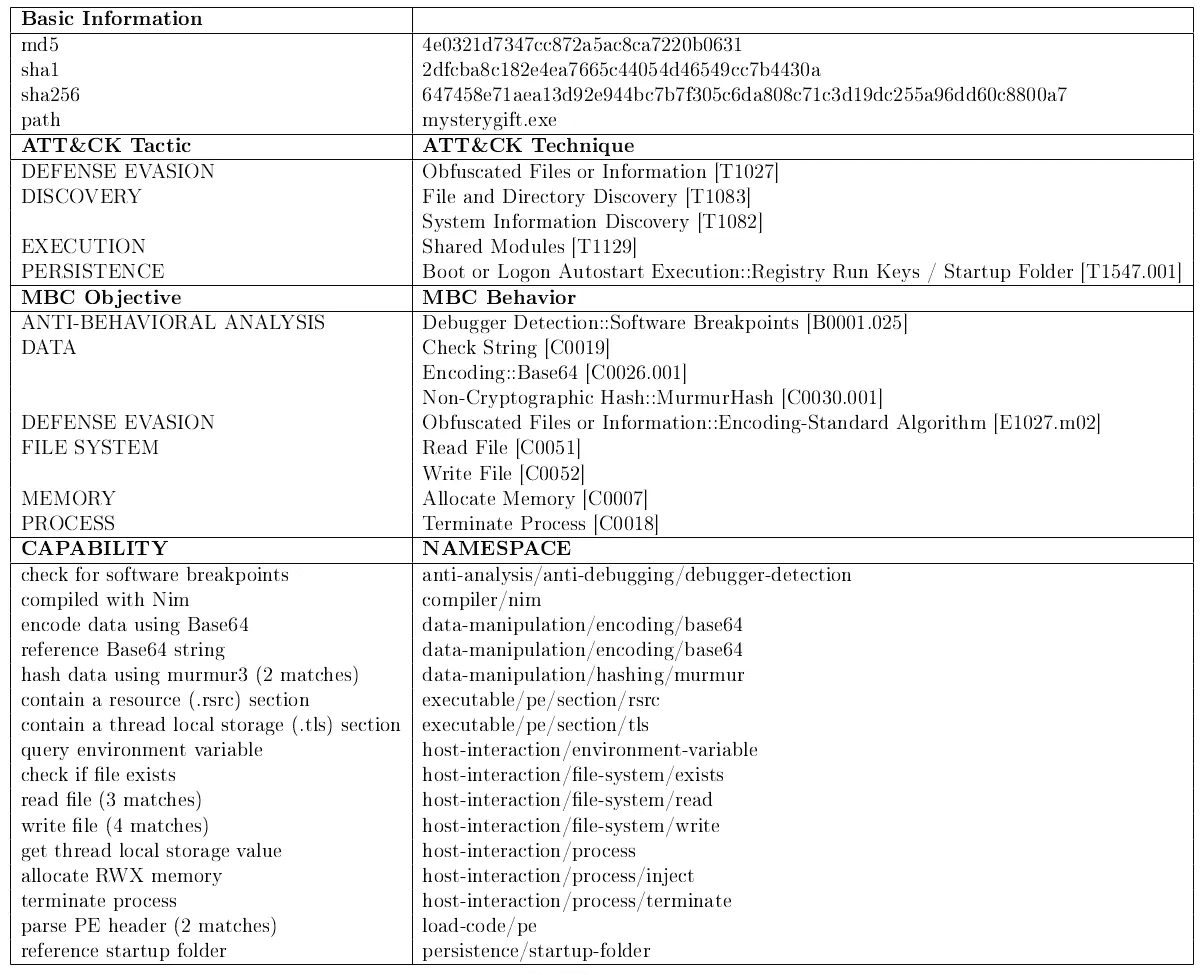 Basic Information
md5 4e0321d7347cc872a5ac8ca7220b0631
sha1 2dfcba8c182e4ea7665c44054d46549cc7b4430a
sha256 647458e71aea13d92e944bc7b7f305c6da808c71c3d19dc255a96dd60c8800a7
path mysterygift.exe
ATT&CK Tactic ATT&CK Technique
DEFENSE EVASION Obfuscated Files or Information [T1027]
DISCOVERY File and Directory Discovery [T1083]
System Information Discovery [T1082]
EXECUTION Shared Modules [T1129]
PERSISTENCE Boot or Logon Autostart Execution::Registry Run Keys / Startup Folder [T1547.001]
MBC Objective MBC Behavior
ANTI-BEHAVIORAL ANALYSIS Debugger Detection::Software Breakpoints [B0001.025]
DATA Check String [C0019]
Encoding::Base64 [C0026.001]
Non-Cryptographic Hash::MurmurHash [C0030.001]
DEFENSE EVASION Obfuscated Files or Information::Encoding-Standard Algorithm [E1027.m02]
FILE SYSTEM Read File [C0051]
Write File [C0052]
MEMORY Allocate Memory [C0007]
PROCESS Terminate Process [C0018]
CAPABILITY NAMESPACE
check for software breakpoints anti-analysis/anti-debugging/debugger-detection
compiled with Nim compiler/nim
encode data using Base64 data-manipulation/encoding/base64
reference Base64 string data-manipulation/encoding/base64
hash data using murmur3 (2 matches) data-manipulation/hashing/murmur
contain a resource (.rsrc) section executable/pe/section/rsrc
contain a thread local storage (.tls) section executable/pe/section/tls
query environment variable host-interaction/environment-variable
check if file exists host-interaction/file-system/exists
read file (3 matches) host-interaction/file-system/read
write file (4 matches) host-interaction/file-system/write
get thread local storage value host-interaction/process
allocate RWX memory host-interaction/process/inject
terminate process host-interaction/process/terminate
parse PE header (2 matches) load-code/pe
reference startup folder persistence/startup-folder